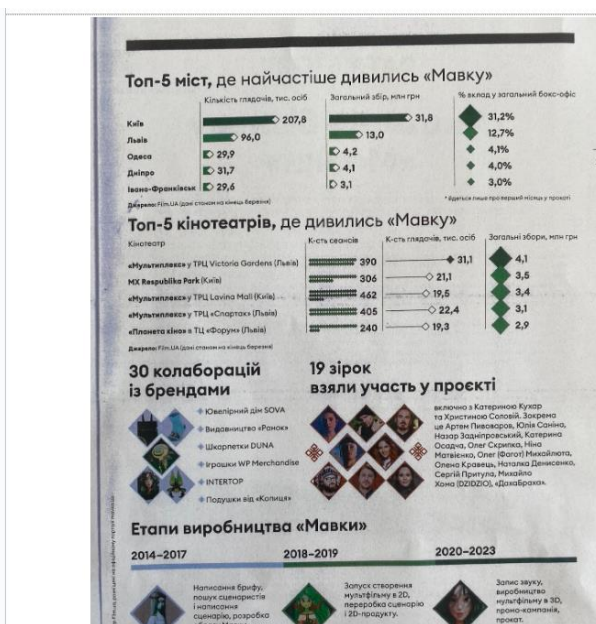 Топ-5 міст, де найчастіше дивились «Мавку»
Кількість глядачів, тис. осіб Загальний збір, млн грн % вкладу у загальний бокс-офіс
Київ 207,8 31,8 31,2%
Львів 96,0 13,0 12,7%
Одеса 29,9 4,2 4,1%
Дніпро 31,7 4,1 4,0%
Івано-Франківськ 29,6 3,1 3,0%
Джерело: Film.UA (дані станом на кінець березня)
* йдеться лише про перший місяць у прокаті
Топ-5 кінотеатрів, де дивились «Мавку»
Кінотеатр К-сть сеансів К-сть глядачів, тис. осіб Загальні збори, млн грн
«Мультиплекс» у ТРЦ Victoria Gardens (Львів) 390 31,1 4,1
MX Respublika Park (Київ) 306 21,1 3,5
«Мультиплекс» у ТРЦ Lavina Mall (Київ) 462 19,5 3,4
«Мультиплекс» у ТРЦ «Спартак» (Львів) 405 22,4 3,1
«Планета кіно» в ТЦ «Форум» (Львів) 240 19,3 2,9
Джерело: Film.UA (дані станом на кінець березня)
30 колаборацій
із брендами
Ювелірний дім SOVA
Видавництво «Ранок»
Шкарпетки DUNA
Іграшки WP Merchandise
INTERTOP
Подушки від «Копиця»
19 зірок
взяли участь у проєкті
включно з Катериною Кухар
та Христиною Соловій. Зокрема
це Артем Пивоваров, Юлія Саніна,
Назар Задніпровський, Катерина
Осадча, Олег Скрипка, Ніна
Матвієнко, Олег (Фагот) Михайлюта,
Олена Кравець, Наталка Денисенко,
Сергій Притула, Михайло
Хома (DZIDZIO), «ДахаБраха».
Етапи виробництва «Мавки»
2014–2017 2018–2019 2020–2023
Написання брифу,
пошук сценаристів
і написання
сценарію, розробка
Запуск створення
мультфільму в 2D,
переробка сценарію
і 2D-продукту.
Запис звуку,
виробництво
мультфільму в 3D,
промо-кампанія,
прокат.